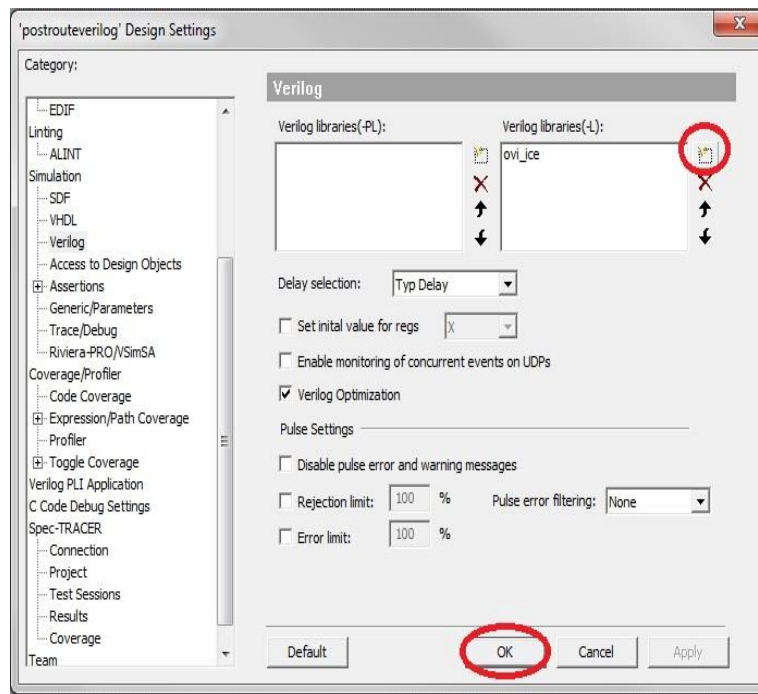 'postrouteverilog' Design Settings
X
Category:
EDIF
Linting
ALINT
Simulation
SDF
VHDL
Verilog
Access to Design Objects
Assertions
Generic/Parameters
Trace/Debug
Riviera-PRO/VSimSA
Coverage/Profiler
Code Coverage
Expression/Path Coverage
Profiler
Toggle Coverage
Verilog PLI Application
C Code Debug Settings
Spec-TRACER
Connection
Project
Test Sessions
Results
Coverage
Team
Verilog
Verilog libraries(-PL):
Verilog libraries(-L):
ovi_ice
Delay selection: Typ Delay
Set inital value for regs X
Enable monitoring of concurrent events on UDPs
Verilog Optimization
Pulse Settings
Disable pulse error and warning messages
Rejection limit: 100 % Pulse error filtering: None
Error limit: 100 %
Default OK Cancel Apply